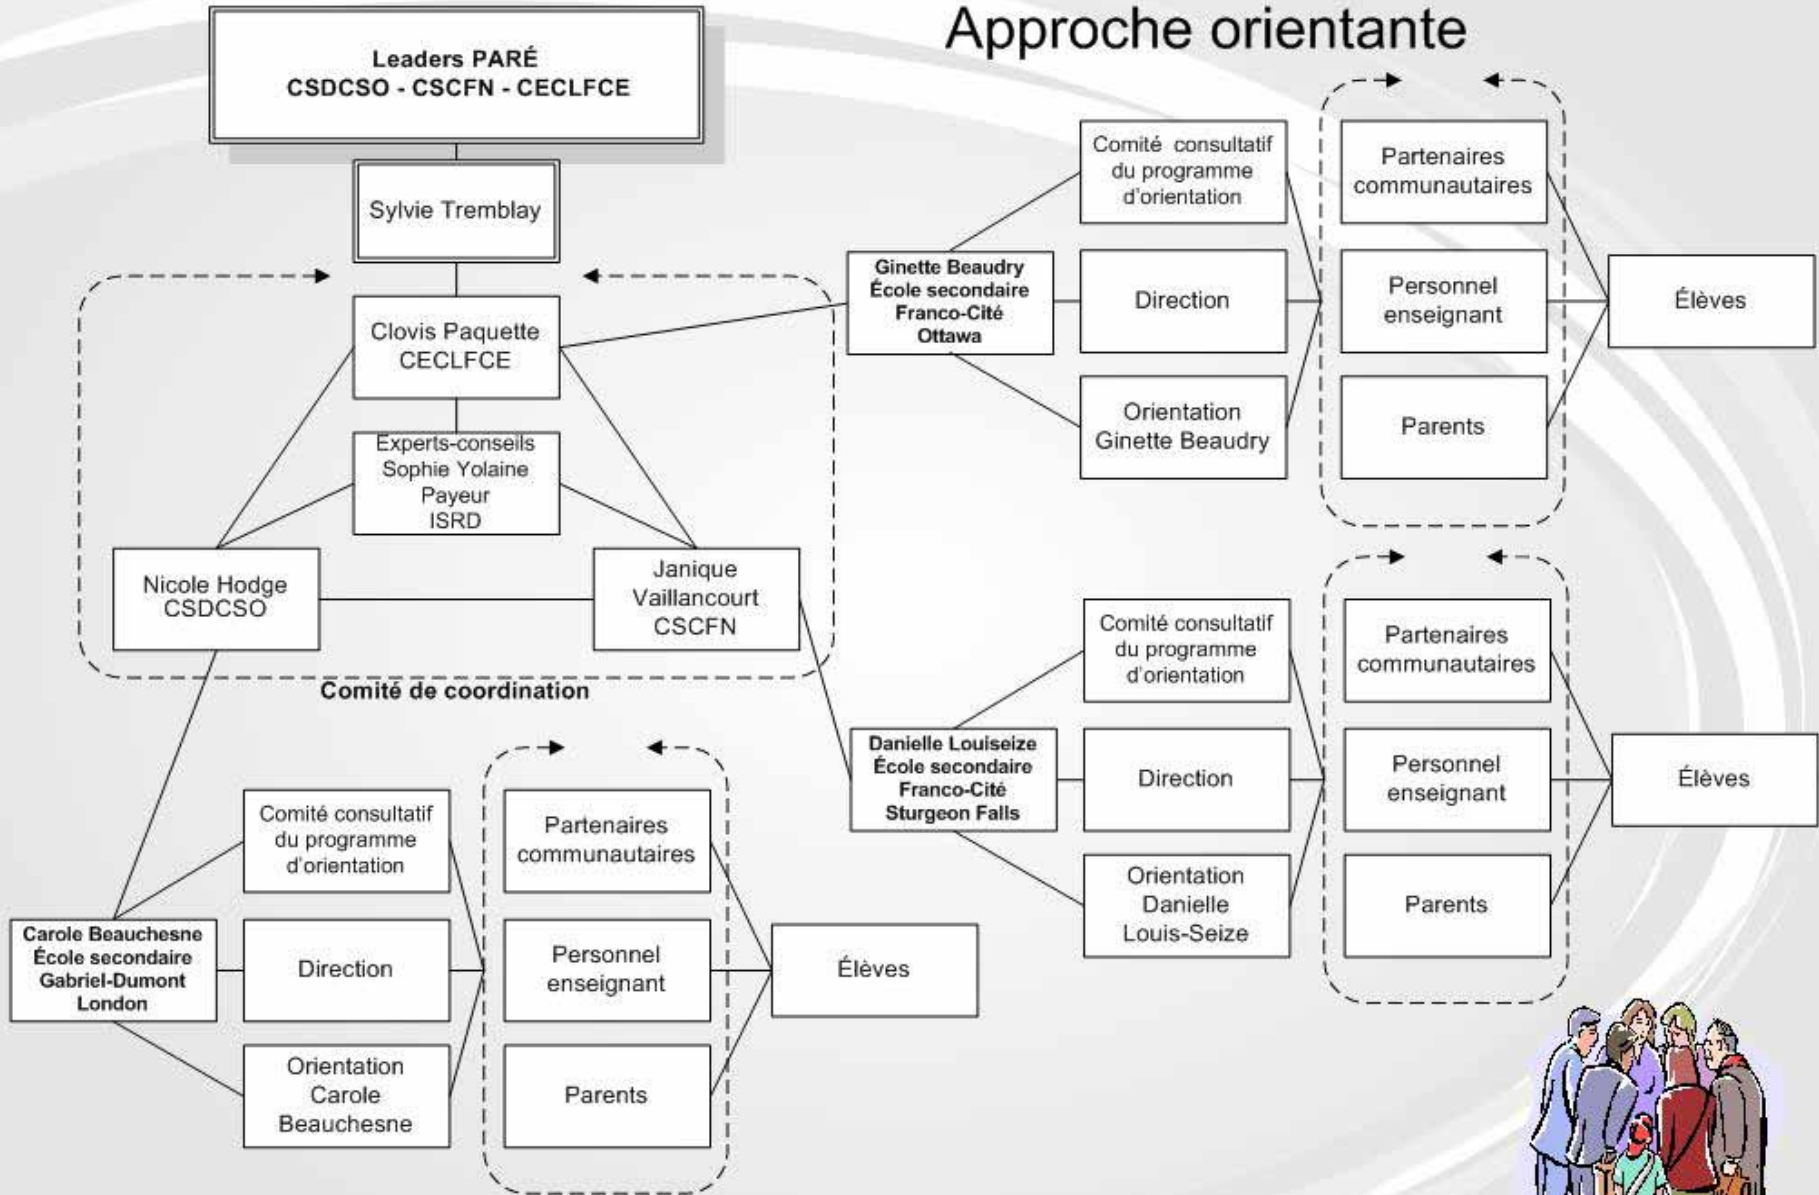 Approche orientante
Leaders PARÉ
CSDCSO - CSCFN - CECLFCE
Sylvie Tremblay
Clovis Paquette
CECLFCE
Experts-conseils
Sophie Yolaine
Payeur
ISRD
Nicole Hodge
CSDCSO
Janique
Vaillancourt
CSCFN
Comité de coordination
Ginette Beaudry
École secondaire
Franco-Cité
Ottawa
Comité consultatif
du programme
d'orientation
Direction
Orientation
Ginette Beaudry
Partenaires
communautaires
Personnel
enseignant
Parents
Élèves
Danielle Louiseize
École secondaire
Franco-Cité
Sturgeon Falls
Comité consultatif
du programme
d'orientation
Direction
Orientation
Danielle
Louis-Seize
Partenaires
communautaires
Personnel
enseignant
Parents
Élèves
Carole Beauchesne
École secondaire
Gabriel-Dumont
London
Comité consultatif
du programme
d'orientation
Direction
Orientation
Carole
Beauchesne
Partenaires
communautaires
Personnel
enseignant
Parents
Élèves